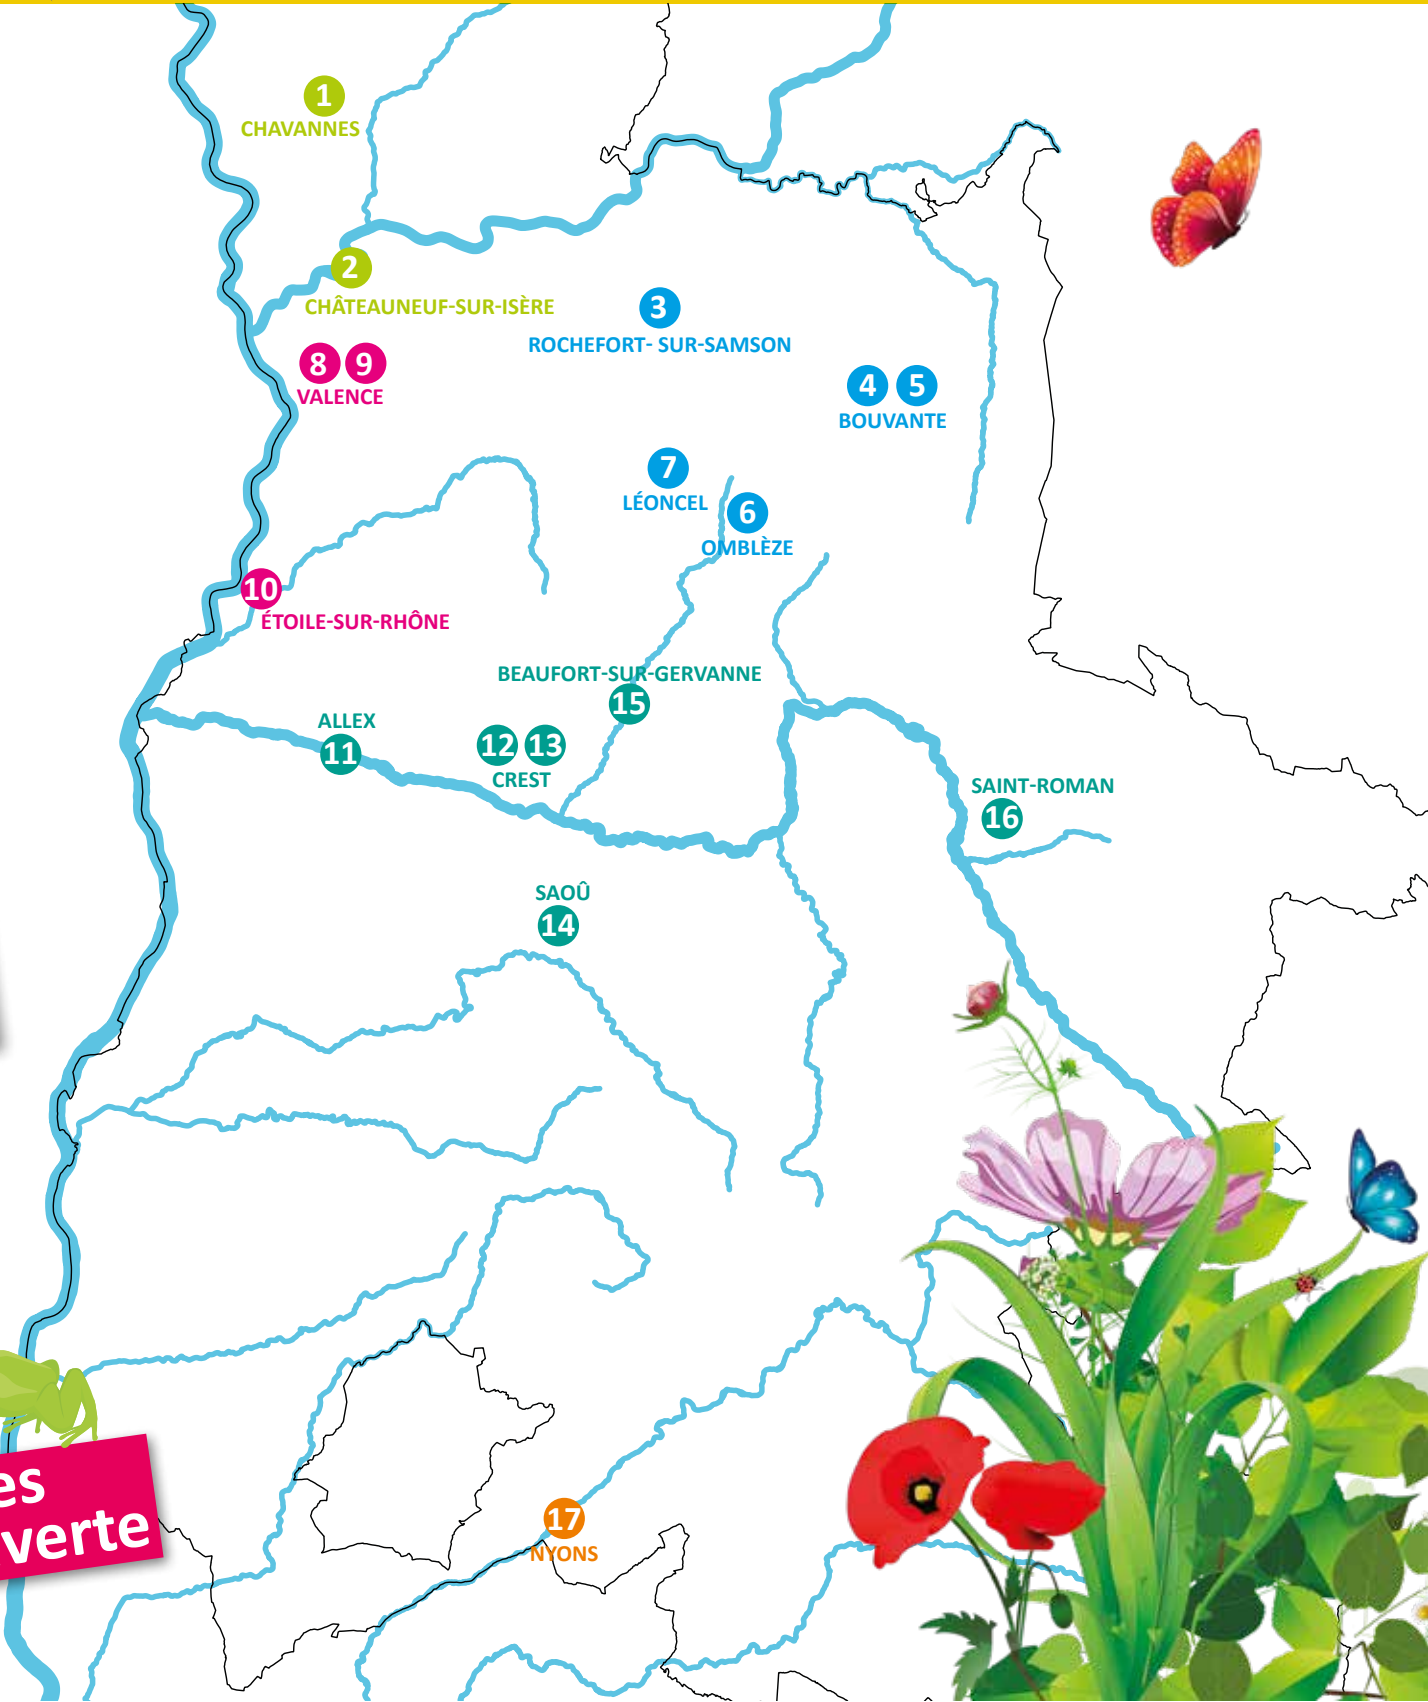 1
CHAVANNES
2
CHÂTEAUNEUF-SUR-ISÈRE
3
ROCHEFORT- SUR-SAMSON
8 9
VALENCE
4 5
BOUVANTE
7
LÉONCEL
6
OMBLÈZE
10
ÉTOILE-SUR-RHÔNE
BEAUFORT-SUR-GERVANNE
15
ALLEX
11
12 13
CREST
SAINT-ROMAN
16
SAOÛ
14
es
verte
17
NYONS